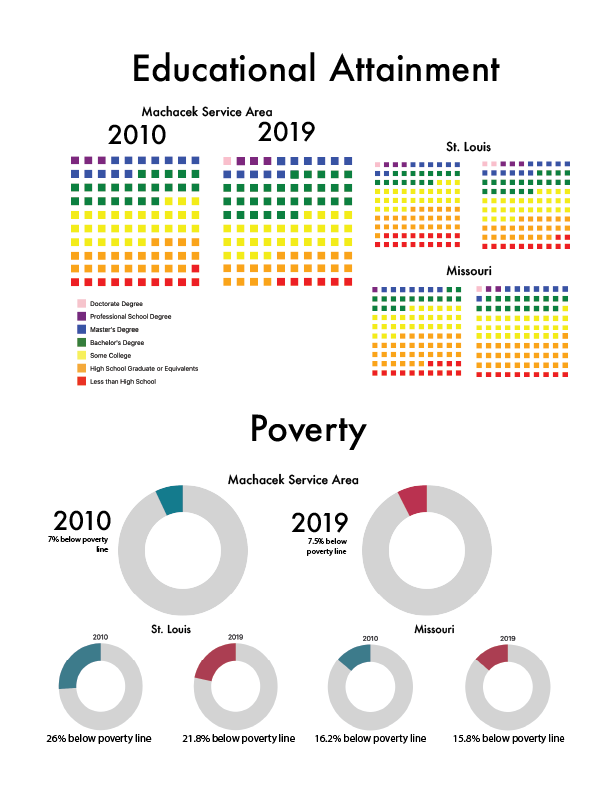 Educational Attainment
Machacek Service Area
2010
2019
St. Louis
Missouri
Doctorate Degree
Professional School Degree
Master's Degree
Bachelor's Degree
Some College
High School Graduate or Equivalents
Less than High School
Poverty
Machacek Service Area
2010
7% below poverty
line
2019
7.5% below
poverty line
St. Louis
2010
2019
26% below poverty line
21.8% below poverty line
Missouri
2010
2019
16.2% below poverty line
15.8% below poverty line